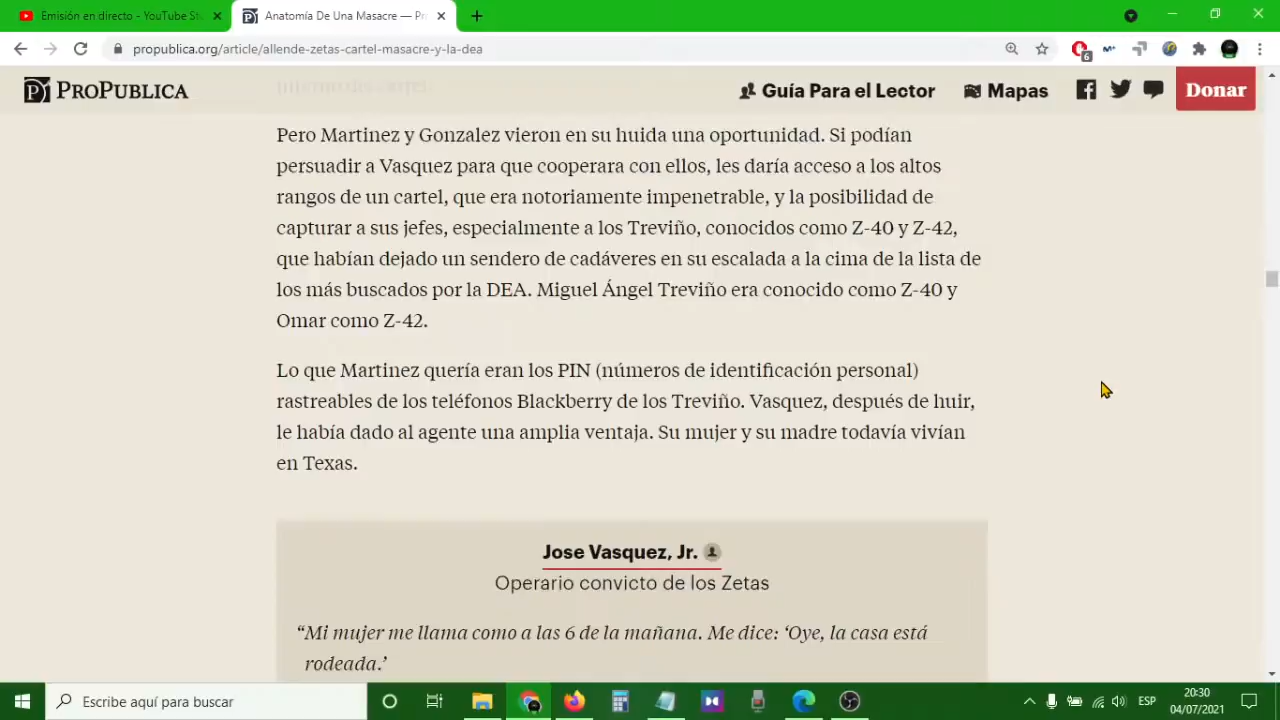 Emisión en directo - YouTube St
Anatomía De Una Masacre — Pr
propublica.org/article/allende-zetas-cartel-masacre-y-la-dea
6
PROPUBLICA
Guía Para el Lector
Mapas
Donar
Pero Martinez y Gonzalez vieron en su huida una oportunidad. Si podían
persuadir a Vasquez para que cooperara con ellos, les daría acceso a los altos
rangos de un cartel, que era notoriamente impenetrable, y la posibilidad de
capturar a sus jefes, especialmente a los Treviño, conocidos como Z-40 y Z-42,
que habían dejado un sendero de cadáveres en su escalada a la cima de la lista de
los más buscados por la DEA. Miguel Ángel Treviño era conocido como Z-40 y
Omar como Z-42.
Lo que Martinez quería eran los PIN (números de identificación personal)
rastreables de los teléfonos Blackberry de los Treviño. Vasquez, después de huir,
le había dado al agente una amplia ventaja. Su mujer y su madre todavía vivían
en Texas.
Jose Vasquez, Jr.
Operario convicto de los Zetas
“Mi mujer me llama como a las 6 de la mañana. Me dice: ‘Oye, la casa está
rodeada.’
Escribe aquí para buscar
ESP
20:30
04/07/2021